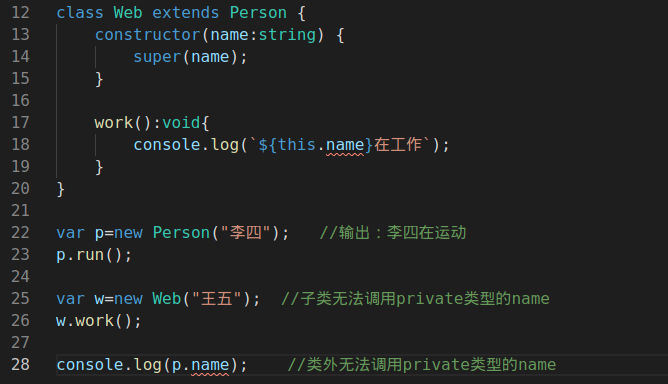 12 class Web extends Person {
13     constructor(name:string) {
14         super(name);
15     }
16
17     work():void{
18         console.log(`${this.name}在工作`);
19     }
20 }
21
22 var p=new Person("李四");   //输出：李四在运动
23 p.run();
24
25 var w=new Web("王五");  //子类无法调用private类型的name
26 w.work();
27
28 console.log(p.name);    //类外无法调用private类型的name